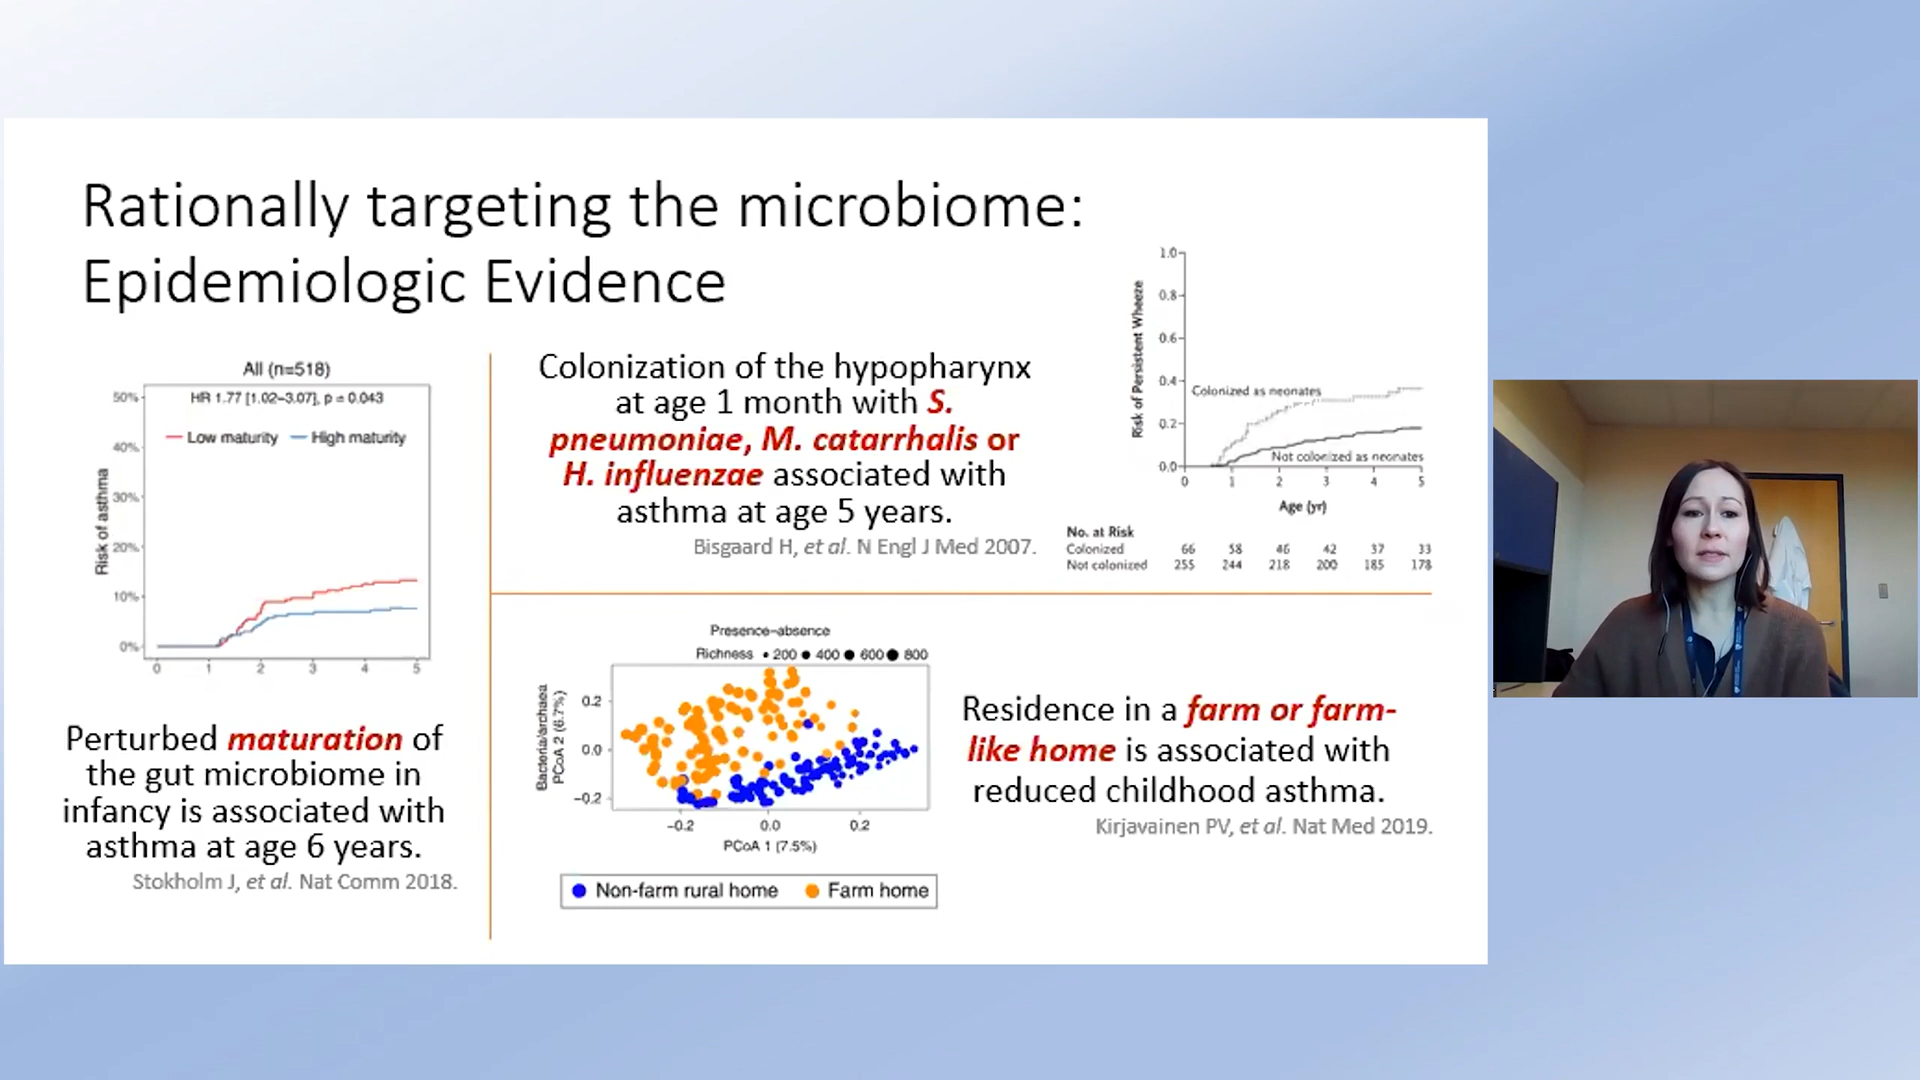 Rationally targeting the microbiome:
Epidemiologic Evidence
All (n=518)
HR 1.77 [1.02–3.07], p = 0.043
Low maturity High maturity
Risk of asthma
50%
40%
30%
20%
10%
0%
0 1 2 3 4 5
Perturbed maturation of
the gut microbiome in
infancy is associated with
asthma at age 6 years.
Stokholm J, et al. Nat Comm 2018.
Colonization of the hypopharynx
at age 1 month with S.
pneumoniae, M. catarrhalis or
H. influenzae associated with
asthma at age 5 years.
Bisgaard H, et al. N Engl J Med 2007.
Risk of Persistent Wheeze
1.0
0.8
0.6
0.4
0.2
0.0
Colonized as neonates
Not colonized as neonates
0 1 2 3 4 5
Age (yr)
No. at Risk
Colonized 66 58 46 42 37 33
Not colonized 255 244 218 200 185 178
Presence–absence
Richness 200 400 600 800
Bacteria/archaea
PCoA 2 (6.7%)
0.2
0.0
−0.2
−0.2 0.0 0.2
PCoA 1 (7.5%)
Non-farm rural home Farm home
Residence in a farm or farm-
like home is associated with
reduced childhood asthma.
Kirjavainen PV, et al. Nat Med 2019.